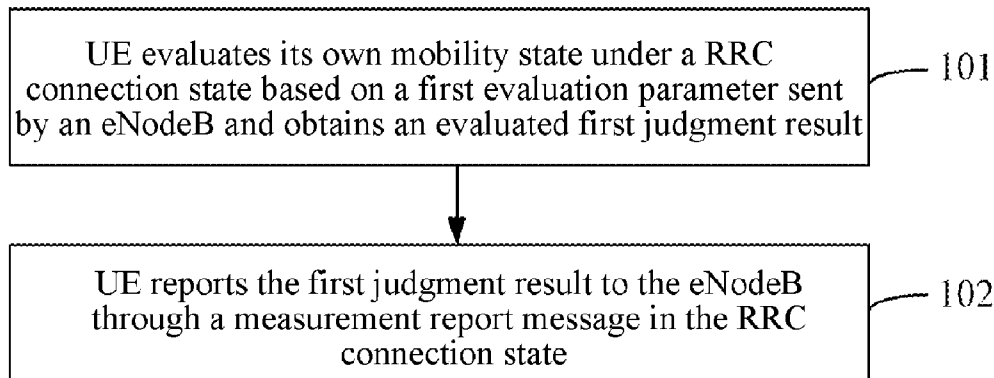 UE evaluates its own mobility state under a RRC
connection state based on a first evaluation parameter sent
by an eNodeB and obtains an evaluated first judgment result
101
UE reports the first judgment result to the eNodeB
through a measurement report message in the RRC
connection state
102